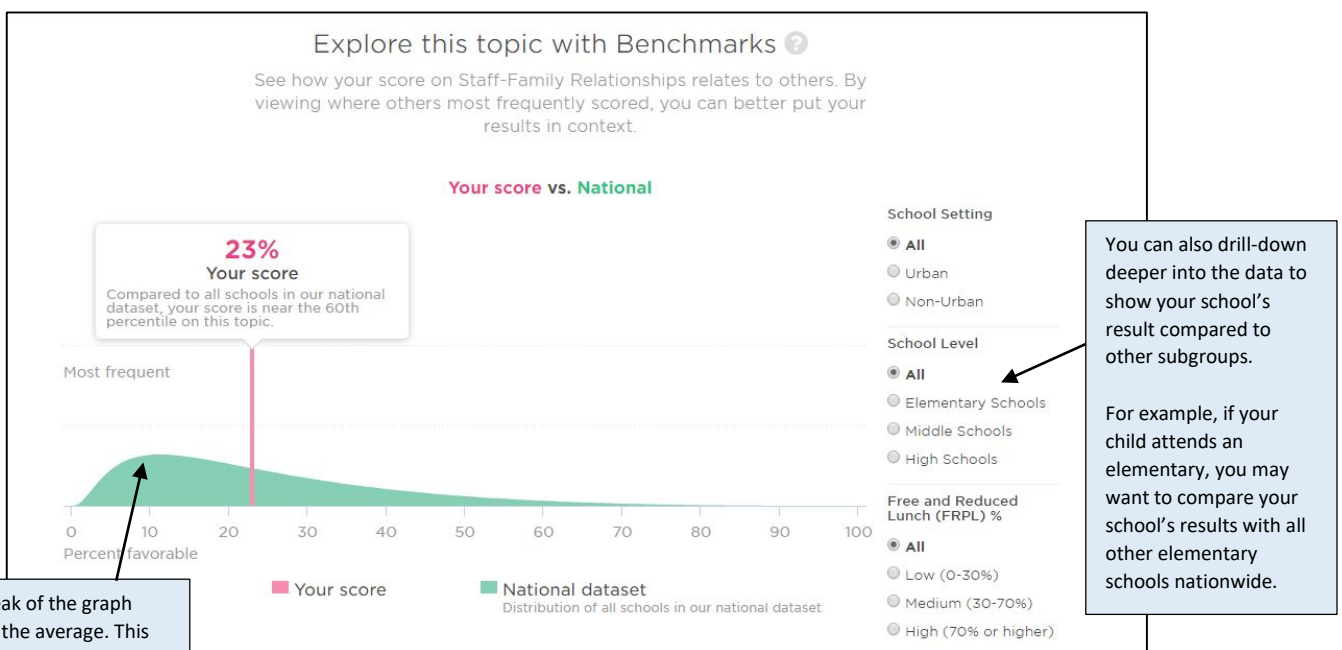 Explore this topic with Benchmarks ?
See how your score on Staff-Family Relationships relates to others. By
viewing where others most frequently scored, you can better put your
results in context.
Your score vs. National
23%
Your score
Compared to all schools in our national
dataset, your score is near the 60th
percentile on this topic.
Most frequent
0 10 20 30 40 50 60 70 80 90 100
Percent favorable
Your score
National dataset
Distribution of all schools in our national dataset
School Setting
All
Urban
Non-Urban
School Level
All
Elementary Schools
Middle Schools
High Schools
Free and Reduced
Lunch (FRPL) %
All
Low (0-30%)
Medium (30-70%)
High (70% or higher)
You can also drill-down
deeper into the data to
show your school's
result compared to
other subgroups.
For example, if your
child attends an
elementary, you may
want to compare your
school's results with all
other elementary
schools nationwide.
of the graph
the average. This